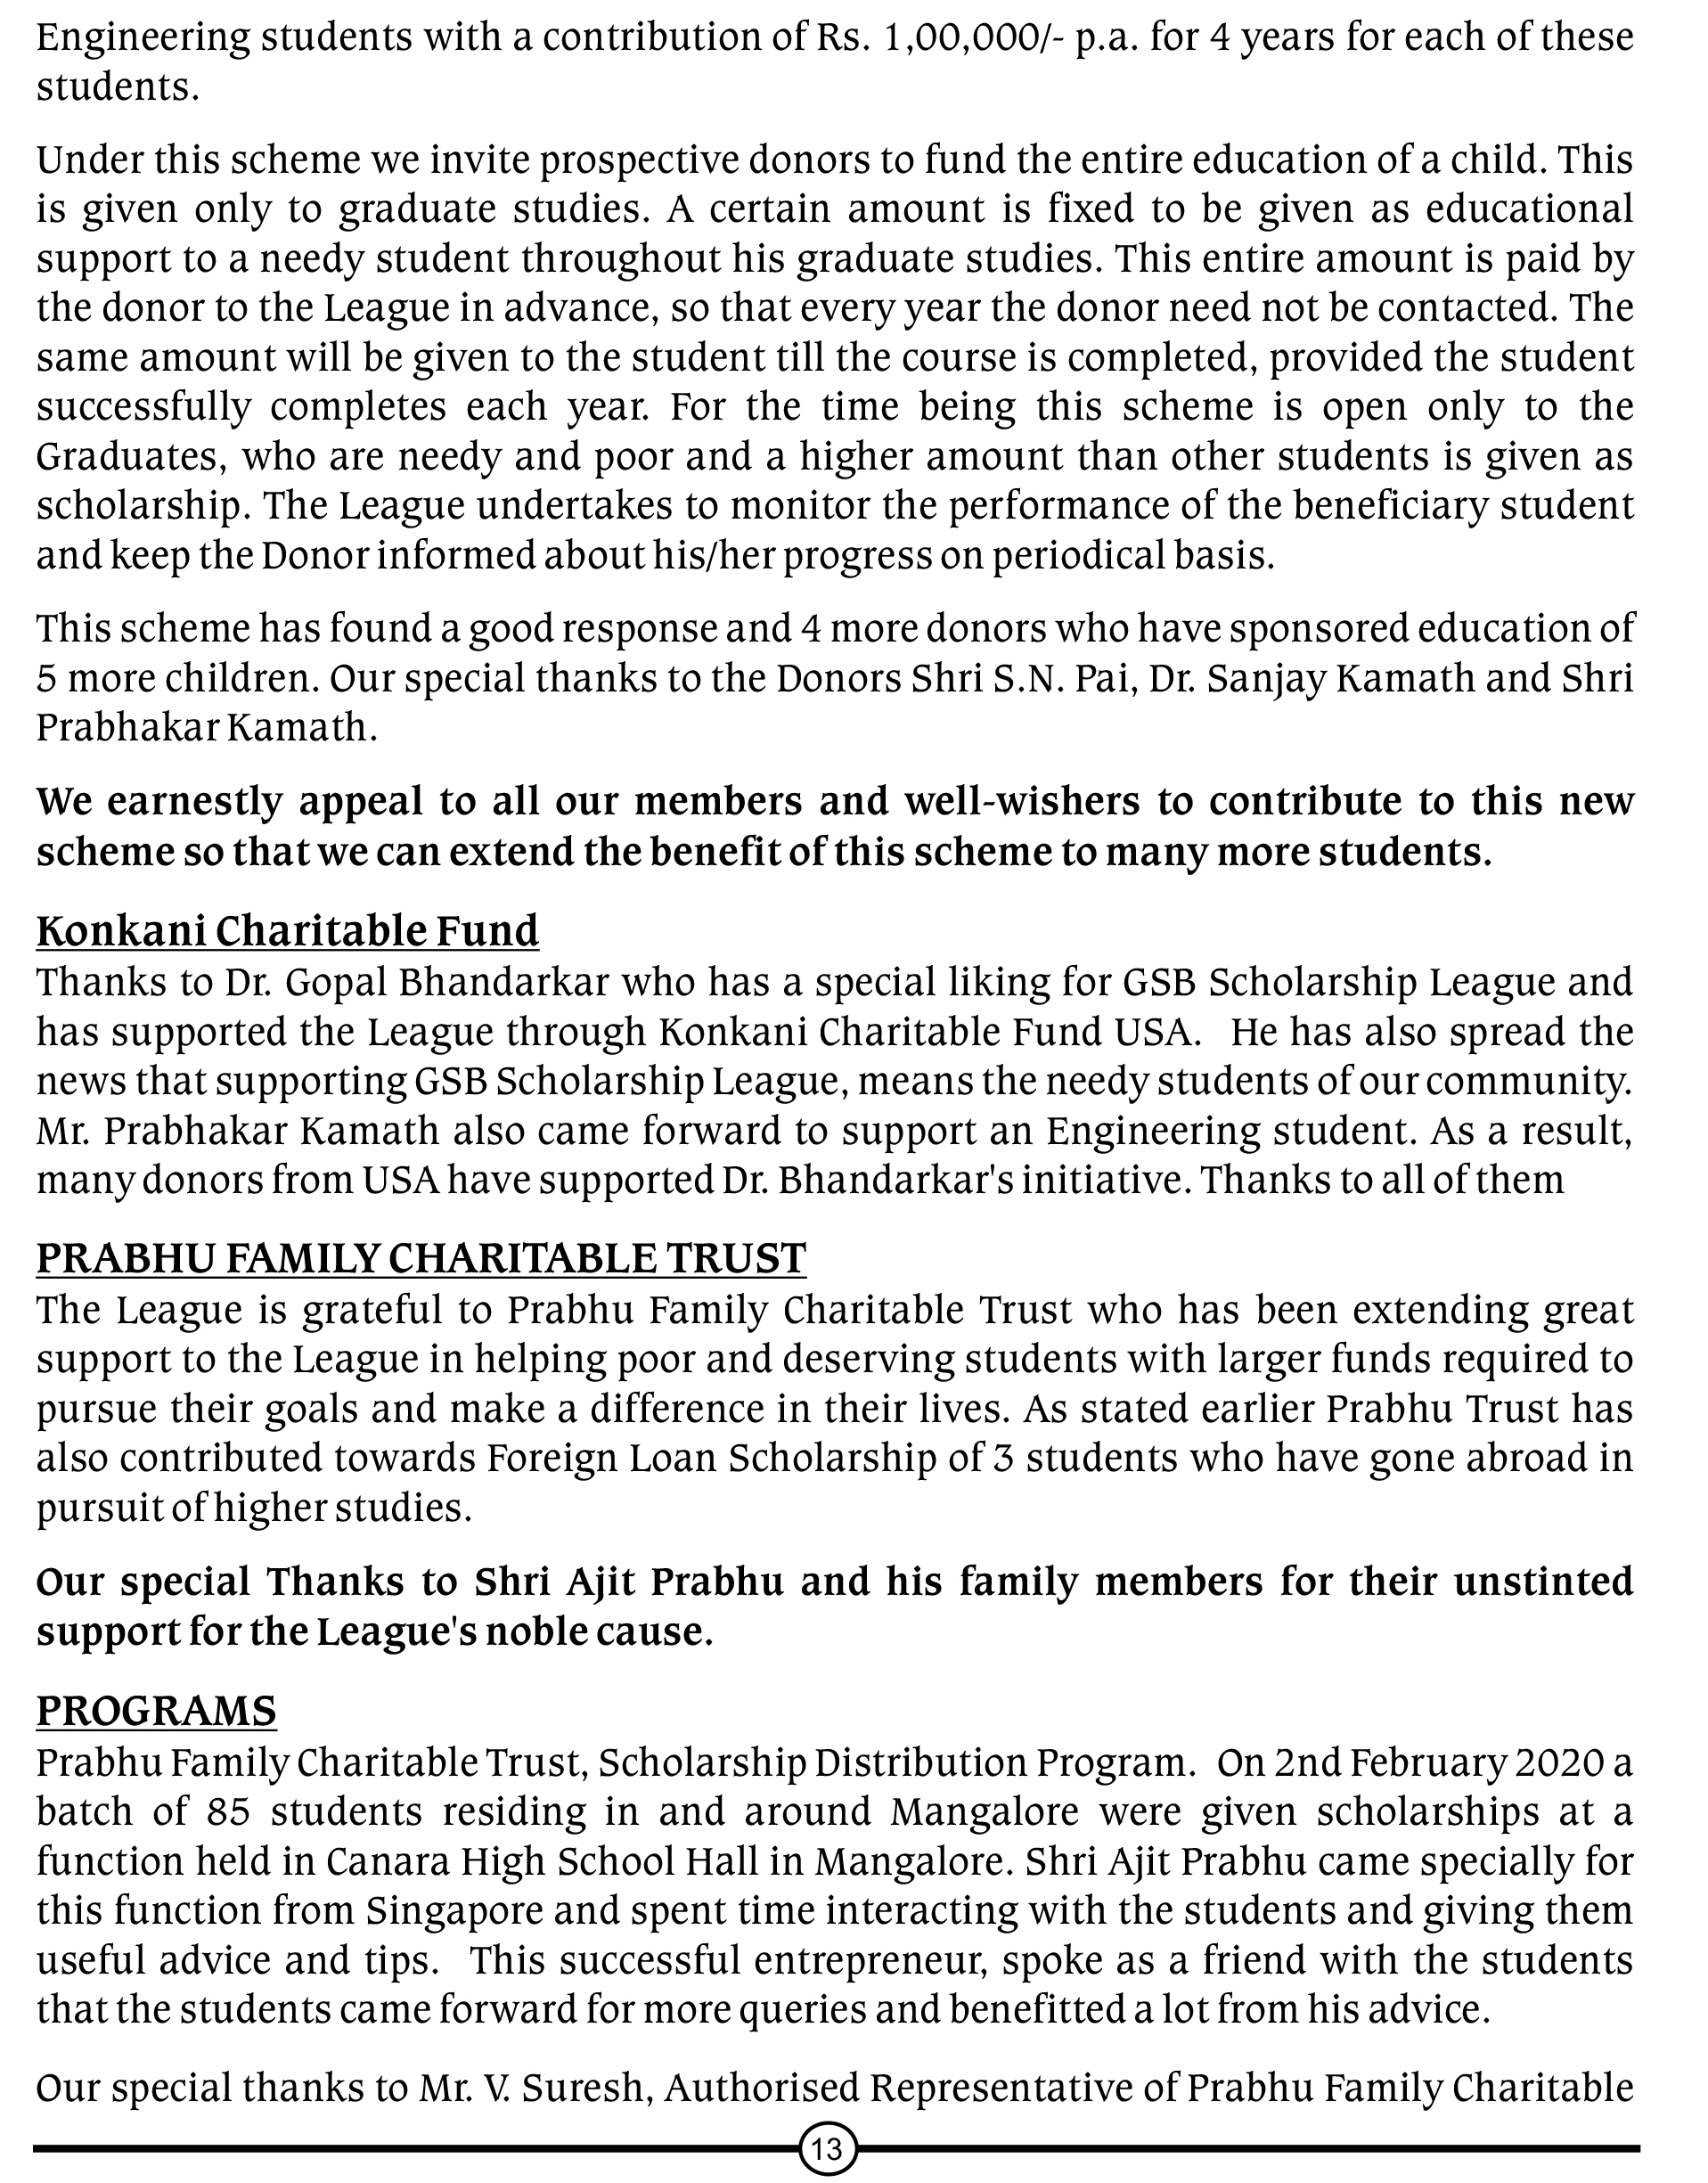 Engineering students with a contribution of Rs. 1,00,000/- p.a. for 4 years for each of these
students.
Under this scheme we invite prospective donors to fund the entire education of a child. This
is given only to graduate studies. A certain amount is fixed to be given as educational
support to a needy student throughout his graduate studies. This entire amount is paid by
the donor to the League in advance, so that every year the donor need not be contacted. The
same amount will be given to the student till the course is completed, provided the student
successfully completes each year. For the time being this scheme is open only to the
Graduates, who are needy and poor and a higher amount than other students is given as
scholarship. The League undertakes to monitor the performance of the beneficiary student
and keep the Donor informed about his/her progress on periodical basis.
This scheme has found a good response and 4 more donors who have sponsored education of
5 more children. Our special thanks to the Donors Shri S.N. Pai, Dr. Sanjay Kamath and Shri
Prabhakar Kamath.
We earnestly appeal to all our members and well-wishers to contribute to this new
scheme so that we can extend the benefit of this scheme to many more students.
Konkani Charitable Fund
Thanks to Dr. Gopal Bhandarkar who has a special liking for GSB Scholarship League and
has supported the League through Konkani Charitable Fund USA. He has also spread the
news that supporting GSB Scholarship League, means the needy students of our community.
Mr. Prabhakar Kamath also came forward to support an Engineering student. As a result,
many donors from USA have supported Dr. Bhandarkar's initiative. Thanks to all of them
PRABHU FAMILY CHARITABLE TRUST
The League is grateful to Prabhu Family Charitable Trust who has been extending great
support to the League in helping poor and deserving students with larger funds required to
pursue their goals and make a difference in their lives. As stated earlier Prabhu Trust has
also contributed towards Foreign Loan Scholarship of 3 students who have gone abroad in
pursuit of higher studies.
Our special Thanks to Shri Ajit Prabhu and his family members for their unstinted
support for the League's noble cause.
PROGRAMS
Prabhu Family Charitable Trust, Scholarship Distribution Program. On 2nd February 2020 a
batch of 85 students residing in and around Mangalore were given scholarships at a
function held in Canara High School Hall in Mangalore. Shri Ajit Prabhu came specially for
this function from Singapore and spent time interacting with the students and giving them
useful advice and tips. This successful entrepreneur, spoke as a friend with the students
that the students came forward for more queries and benefitted a lot from his advice.
Our special thanks to Mr. V. Suresh, Authorised Representative of Prabhu Family Charitable
13